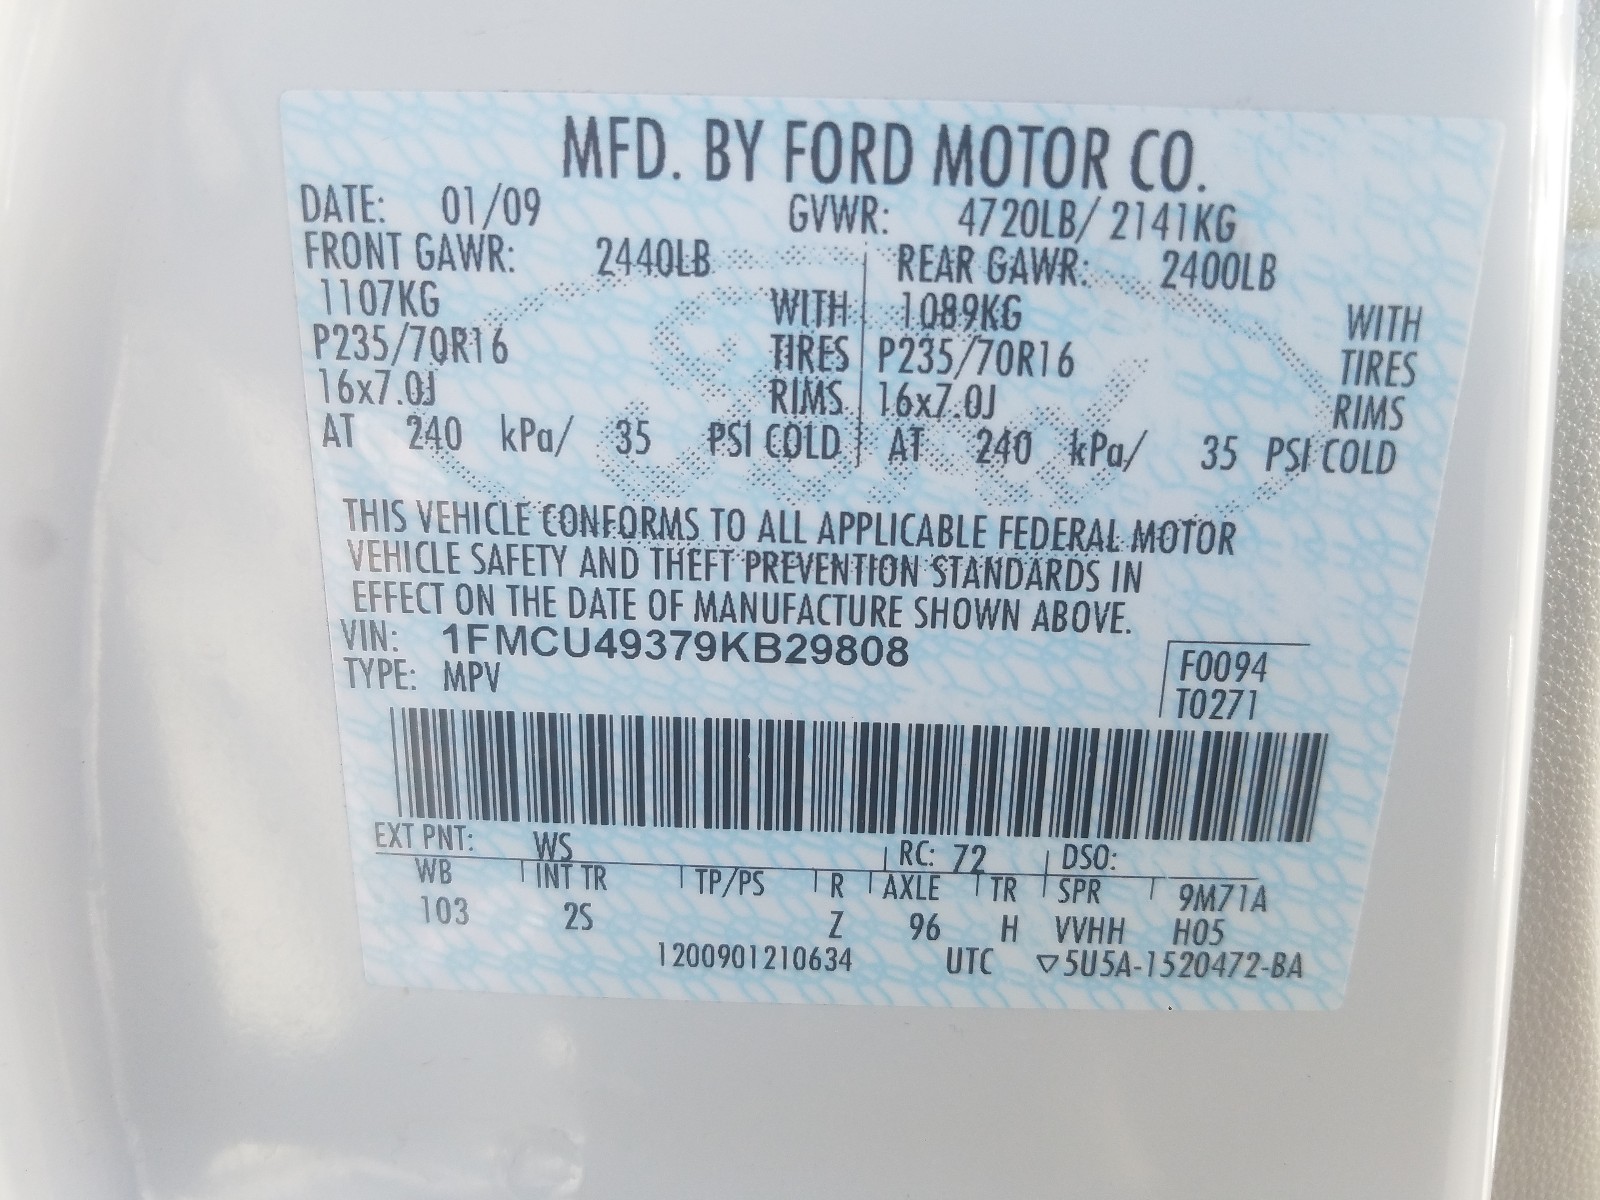 MFD. BY FORD MOTOR CO.
DATE: 01/09 GVWR: 4720LB/ 2141KG
FRONT GAWR: 2440LB REAR GAWR: 2400LB
1107KG WITH 1089KG WITH
P235/70R16 TIRES P235/70R16 TIRES
16x7.0J RIMS 16x7.0J RIMS
AT 240 kPa/ 35 PSI COLD AT 240 kPa/ 35 PSI COLD
THIS VEHICLE CONFORMS TO ALL APPLICABLE FEDERAL MOTOR
VEHICLE SAFETY AND THEFT PREVENTION STANDARDS IN
EFFECT ON THE DATE OF MANUFACTURE SHOWN ABOVE.
VIN: 1FMCU49379KB29808 F0094
TYPE: MPV T0271
EXT PNT: WS RC: 72 DSO:
WB INT TR TP/PS R AXLE TR SPR 9M71A
103 2S Z 96 H VVHH H05
1200901210634 UTC ▽5U5A-1520472-BA